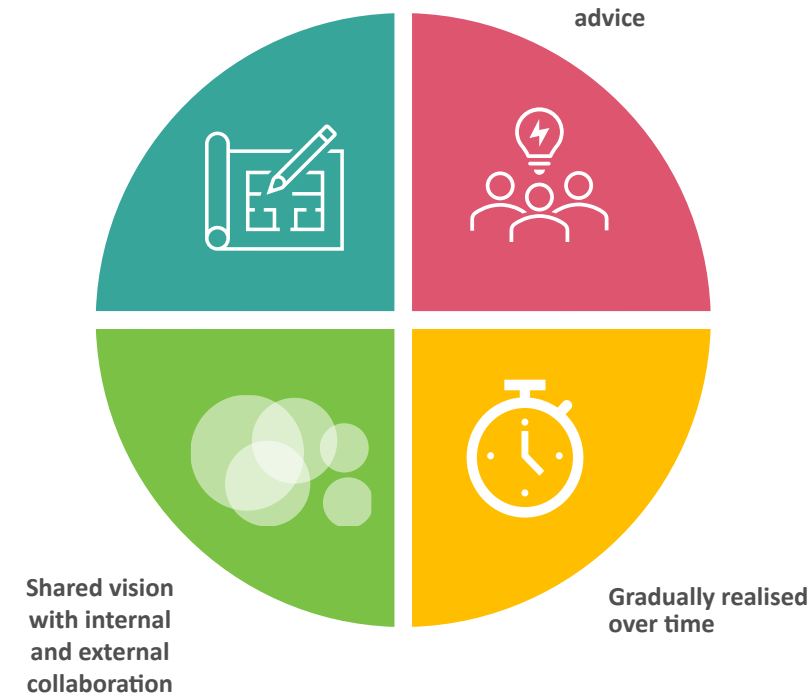 advice
Shared vision
with internal
and external
collaboration
Gradually realised
over time